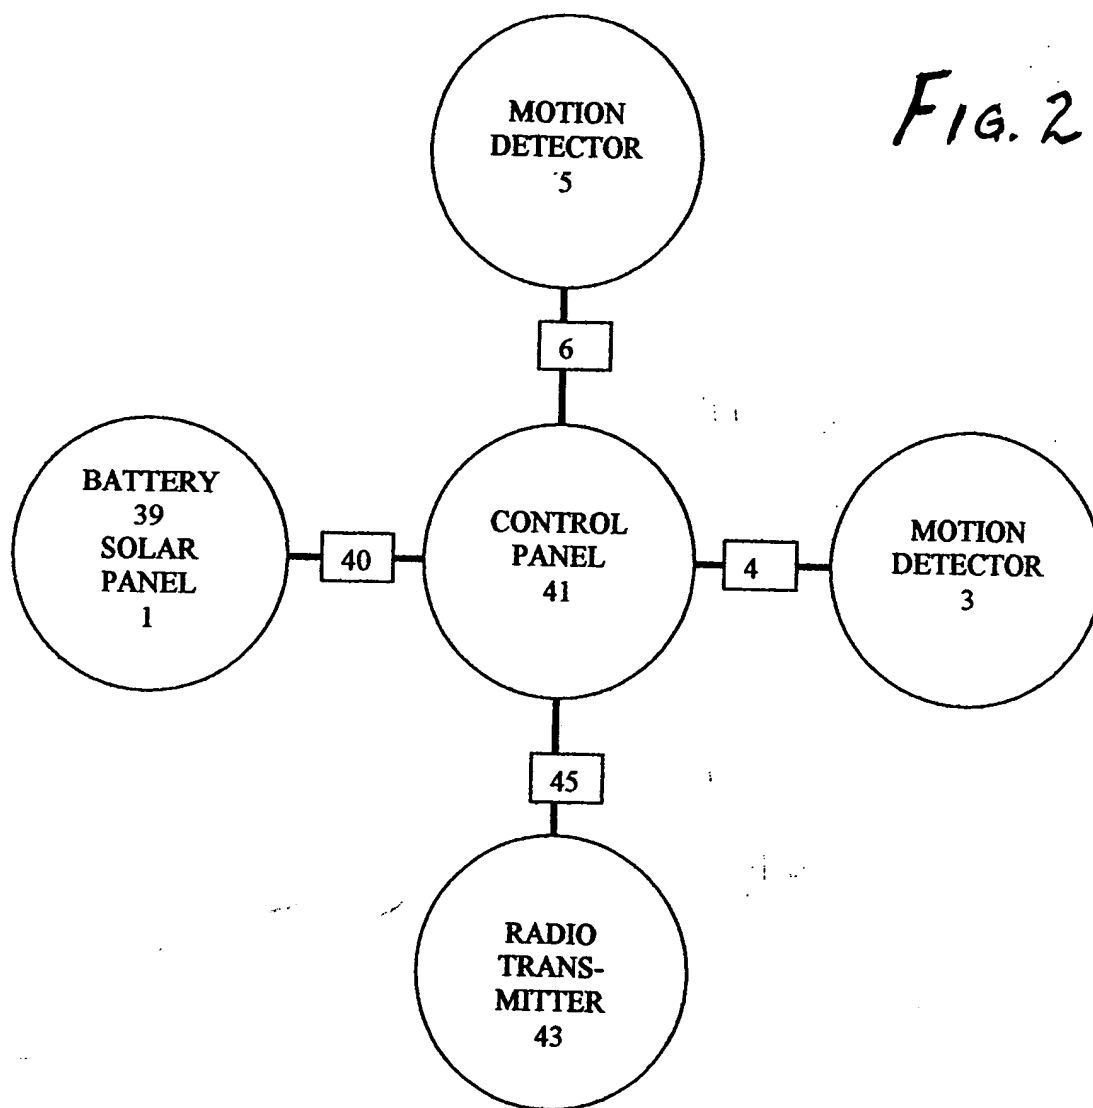 FIG. 2
MOTION
DETECTOR
5
6
BATTERY
39
SOLAR
PANEL
1
40
CONTROL
PANEL
41
4
MOTION
DETECTOR
3
45
RADIO
TRANS-
MITTER
43